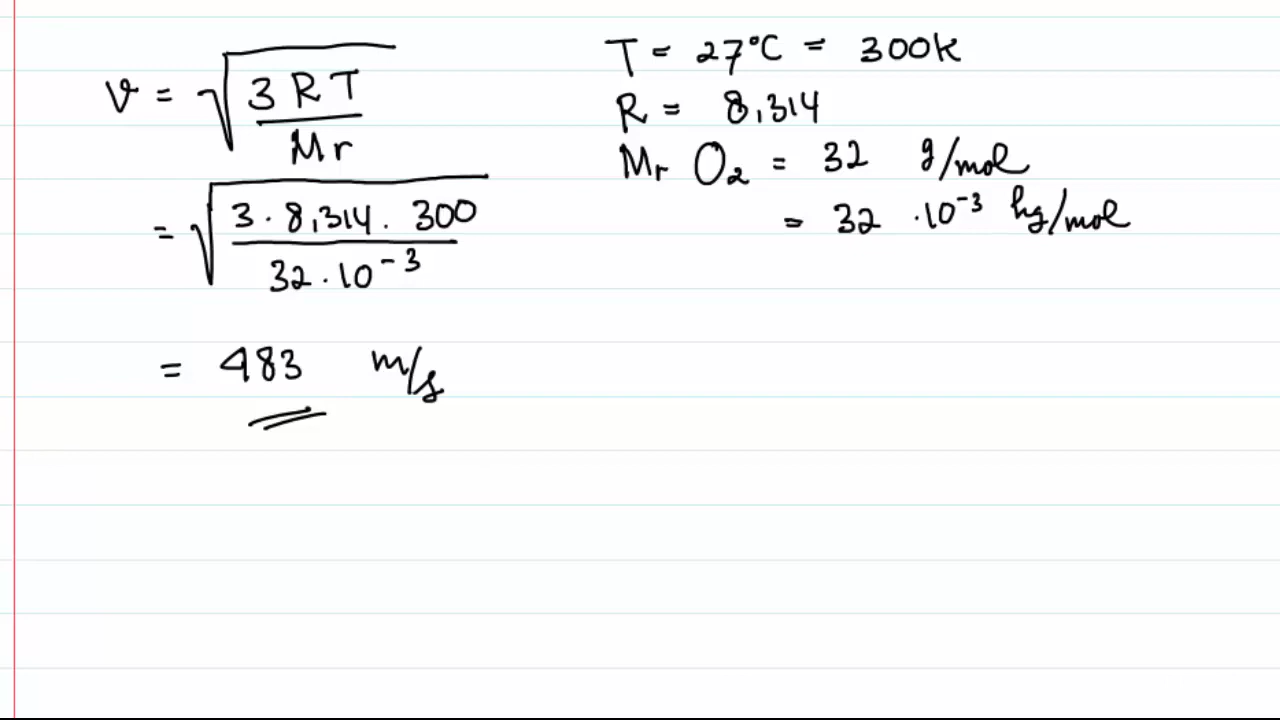 v = √(3 R T / Mr)
= √(3 · 8,314 · 300 / 32 · 10⁻³)
= 483 m/s
T = 27°C = 300k
R = 8,314
Mr O₂ = 32 g/mol
= 32 · 10⁻³ kg/mol